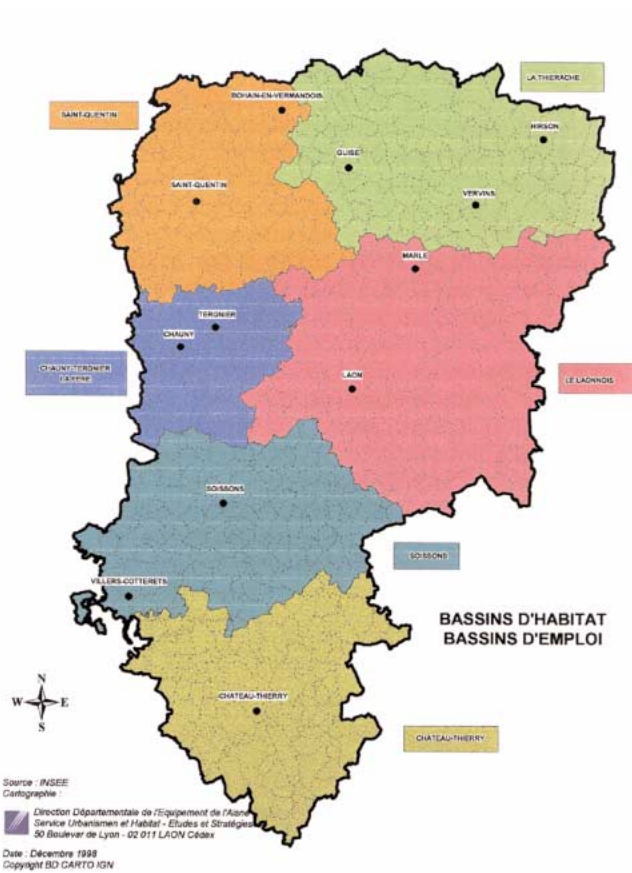 LA THIERACHE
BOHAIN-EN-VERMANDOIS
SAINT-QUENTIN
HIRSON
GUISE
SAINT-QUENTIN
VERVINS
MARLE
TERGNIER
CHAUNY
CHAUNY-TERGNIER
LA FERE
LAON
LE LAONNOIS
SOISSONS
SOISSONS
VILLERS-COTTERETS
BASSINS D'HABITAT
BASSINS D'EMPLOI
N
W E
S
CHATEAU-THIERRY
CHATEAU-THIERRY
Source : INSEE
Cartographie :
Direction Départementale de l'Equipement de l'Aisne
Service Urbanismen et Habitat - Etudes et Stratégies
50 Boulevar de Lyon - 02 011 LAON Cédex
Date : Décembre 1998
Copyright BD CARTO IGN